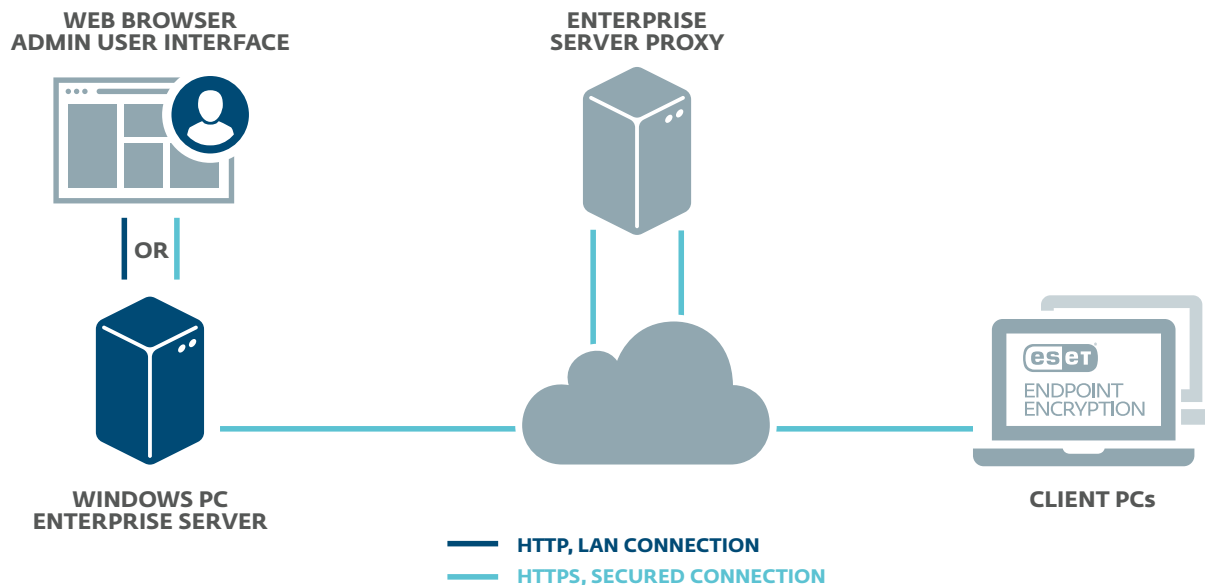 WEB BROWSER
ADMIN USER INTERFACE
ENTERPRISE
SERVER PROXY
OR
eseT
ENDPOINT
ENCRYPTION
WINDOWS PC
ENTERPRISE SERVER
CLIENT PCs
HTTP, LAN CONNECTION
HTTPS, SECURED CONNECTION